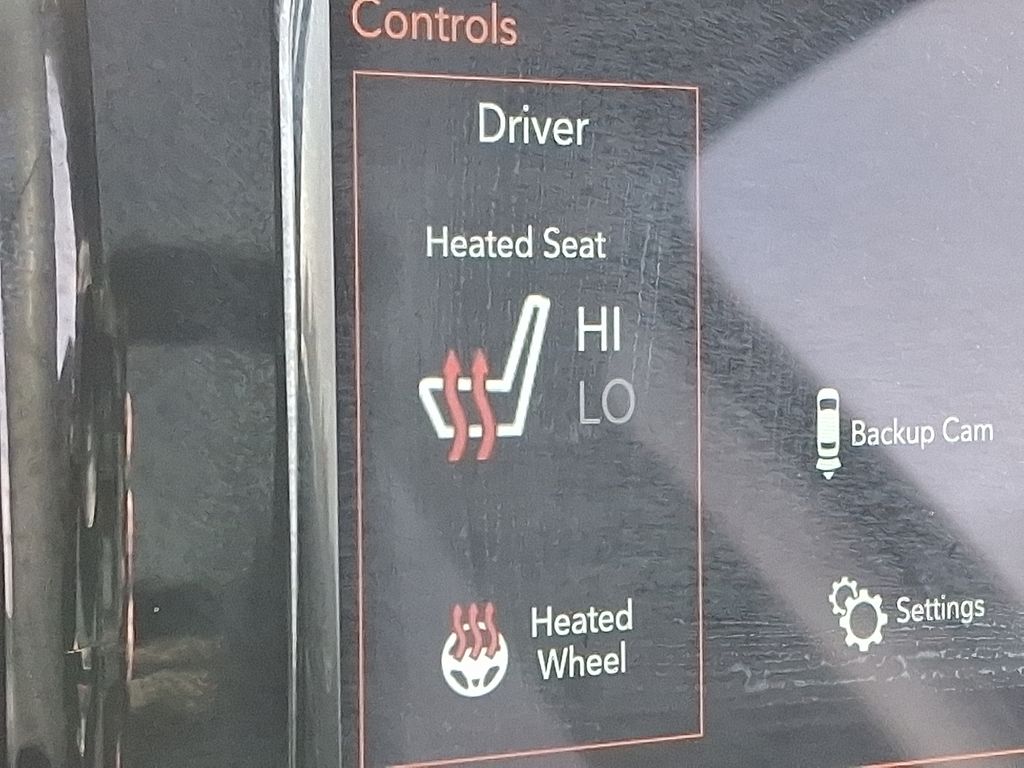 Controls
Driver
Heated Seat
HI
LO
Backup Cam
Heated
Wheel
Settings